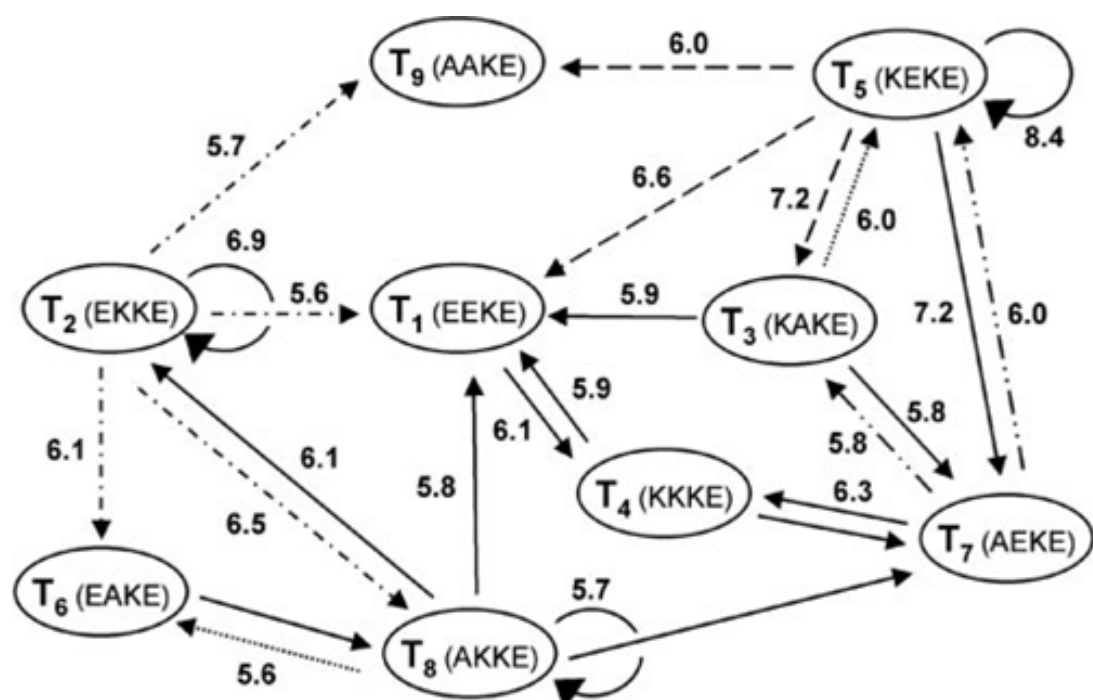 T9 (AAKE)
6.0
T5 (KEKE)
8.4
5.7
6.6
7.2
6.0
6.9
T2 (EKKE)
5.6
T1 (EEKE)
5.9
T3 (KAKE)
7.2
6.0
5.9
6.1
5.8
5.8
6.1
6.1
5.8
6.5
T4 (KKKE)
6.3
T7 (AEKE)
T6 (EAKE)
5.7
T8 (AKKE)
5.6